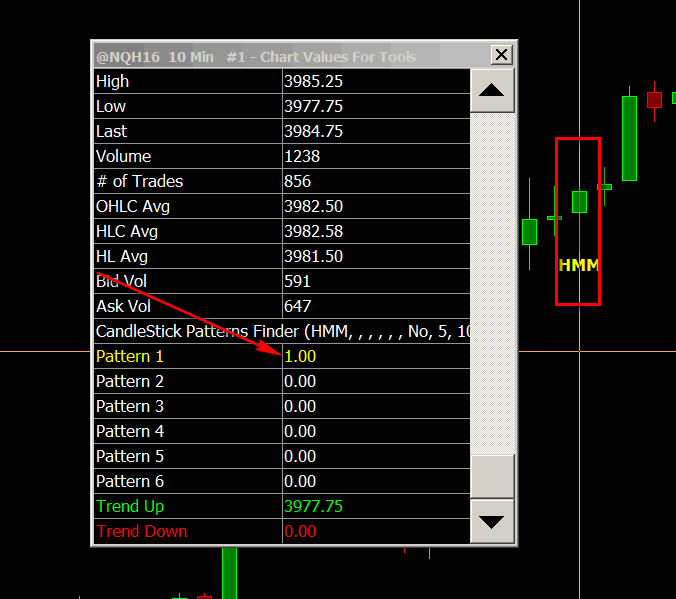 @NQH16 10 Min #1 - Chart Values For Tools
High 3985.25
Low 3977.75
Last 3984.75
Volume 1238
# of Trades 856
OHLC Avg 3982.50
HLC Avg 3982.58
HL Avg 3981.50
Bid Vol 591
Ask Vol 647
CandleStick Patterns Finder (HMM, , , , , , No, 5, 10
Pattern 1 1.00
Pattern 2 0.00
Pattern 3 0.00
Pattern 4 0.00
Pattern 5 0.00
Pattern 6 0.00
Trend Up 3977.75
Trend Down 0.00
HMM